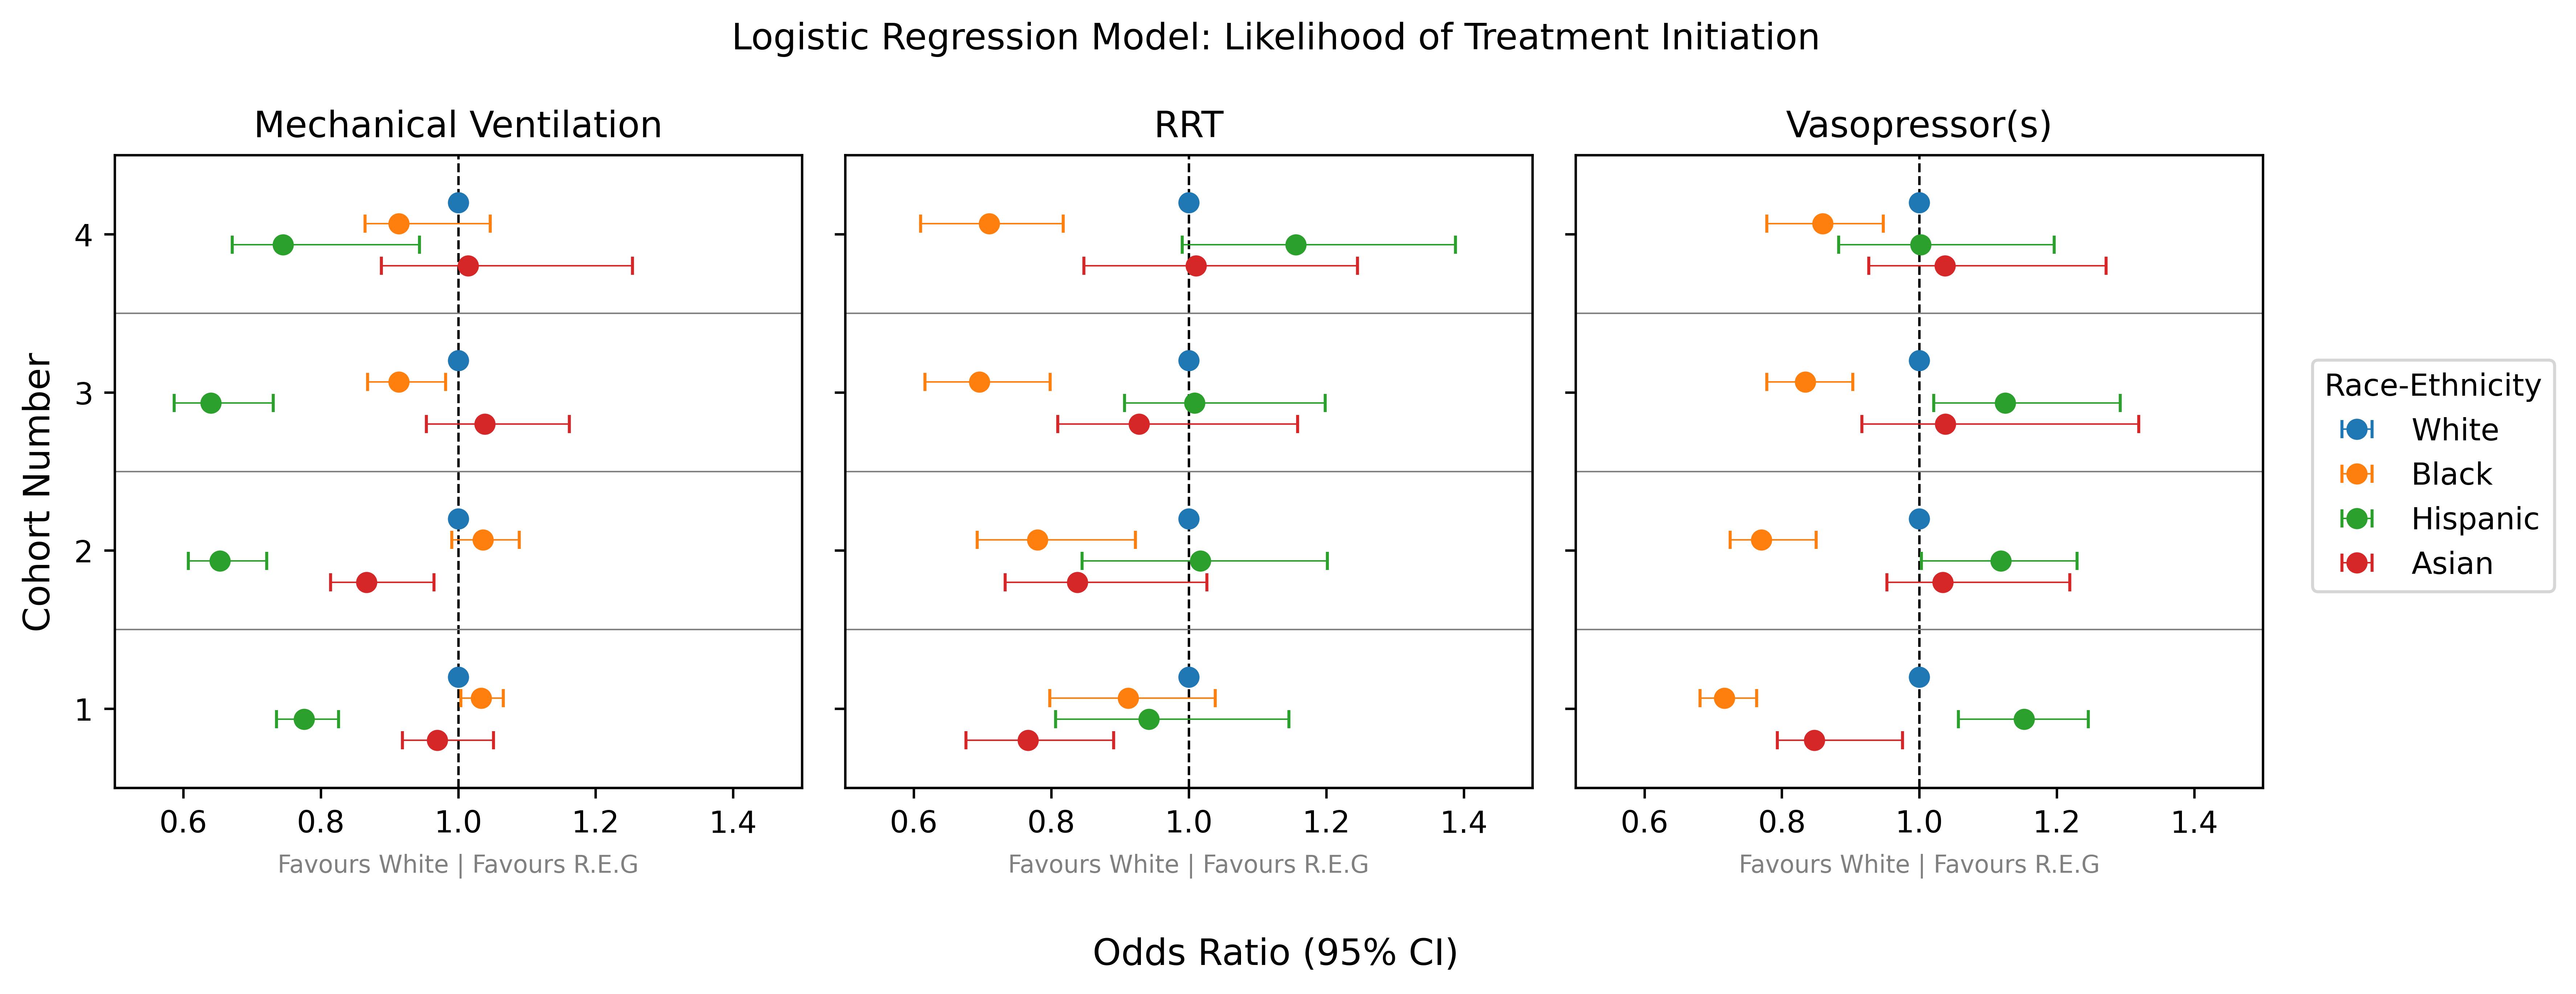 Logistic Regression Model: Likelihood of Treatment Initiation
Mechanical Ventilation
RRT
Vasopressor(s)
Cohort Number
4
3
2
1
0.6 0.8 1.0 1.2 1.4
0.6 0.8 1.0 1.2 1.4
0.6 0.8 1.0 1.2 1.4
Favours White | Favours R.E.G
Favours White | Favours R.E.G
Favours White | Favours R.E.G
Odds Ratio (95% CI)
Race-Ethnicity
White
Black
Hispanic
Asian